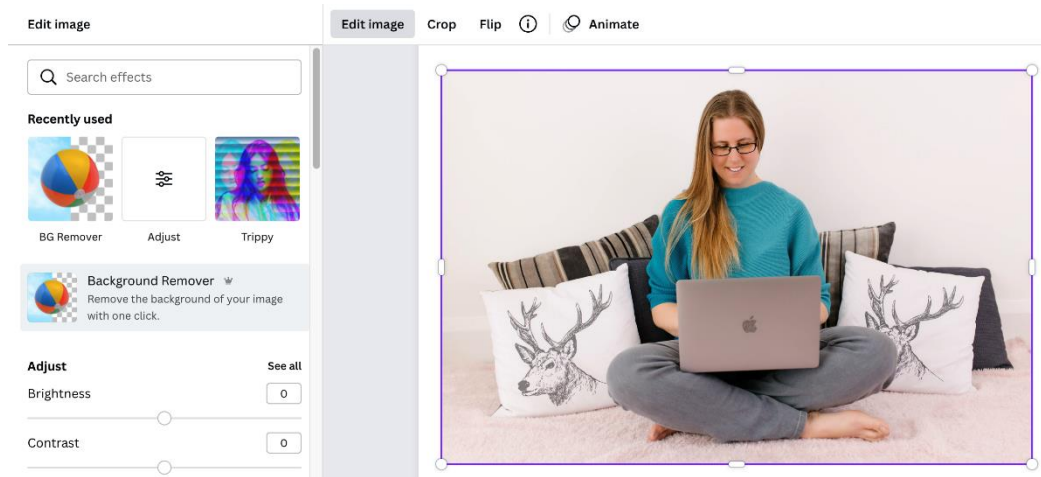 Edit image
Edit image Crop Flip Animate
Search effects
Recently used
BG Remover Adjust Trippy
Background Remover
Remove the background of your image
with one click.
Adjust See all
Brightness 0
Contrast 0